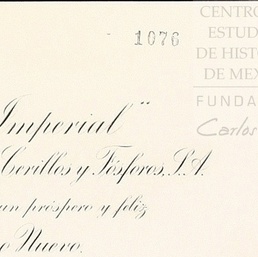 1076
CENTRO
ESTUD
DE HISTO
DE MEX
FUNDA
Carlos
Imperial"
Cerillos y Fósforos, S.A.
un próspero y feliz
o Nuevo.